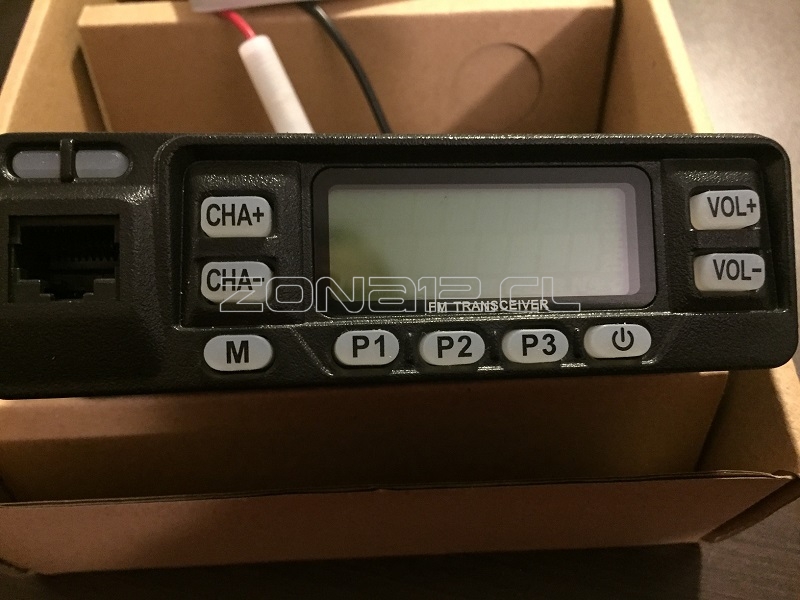 CHA+
VOL+
CHA-
VOL-
ZONA12.CL
FM TRANSCEIVER
M
P1
P2
P3